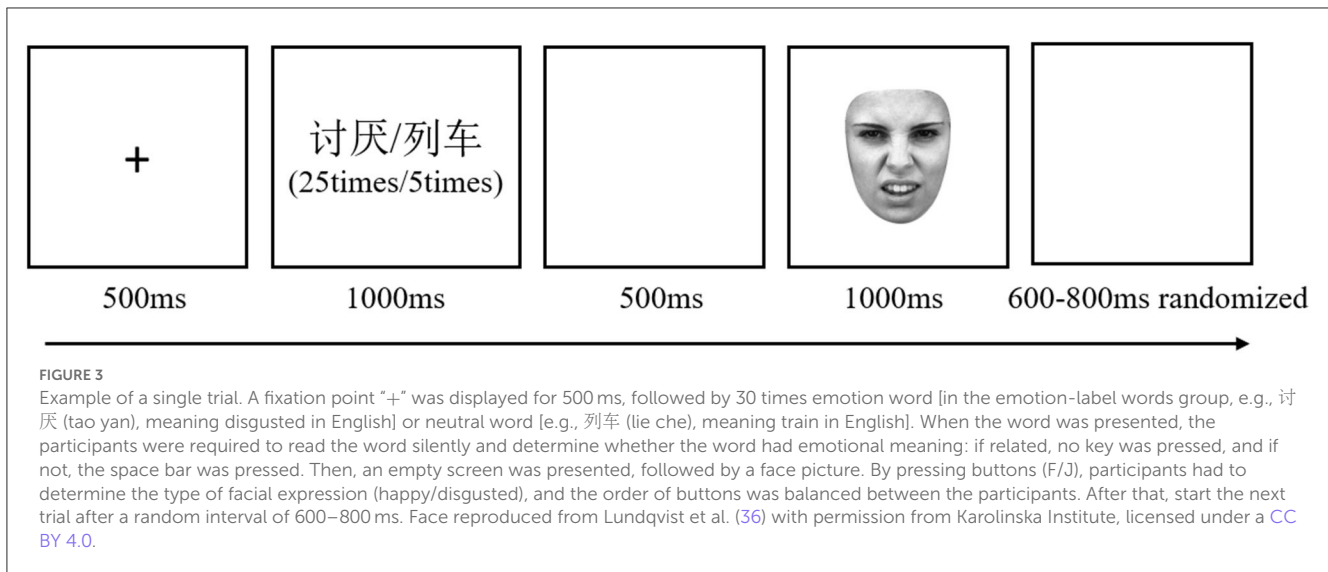 +
讨厌/列车
(25times/5times)
500ms
1000ms
500ms
1000ms
600-800ms randomized
FIGURE 3
Example of a single trial. A fixation point “+” was displayed for 500 ms, followed by 30 times emotion word [in the emotion-label words group, e.g., 讨
厌 (tao yan), meaning disgusted in English] or neutral word [e.g., 列车 (lie che), meaning train in English]. When the word was presented, the
participants were required to read the word silently and determine whether the word had emotional meaning: if related, no key was pressed, and if
not, the space bar was pressed. Then, an empty screen was presented, followed by a face picture. By pressing buttons (F/J), participants had to
determine the type of facial expression (happy/disgusted), and the order of buttons was balanced between the participants. After that, start the next
trial after a random interval of 600–800 ms. Face reproduced from Lundqvist et al. (36) with permission from Karolinska Institute, licensed under a CC
BY 4.0.